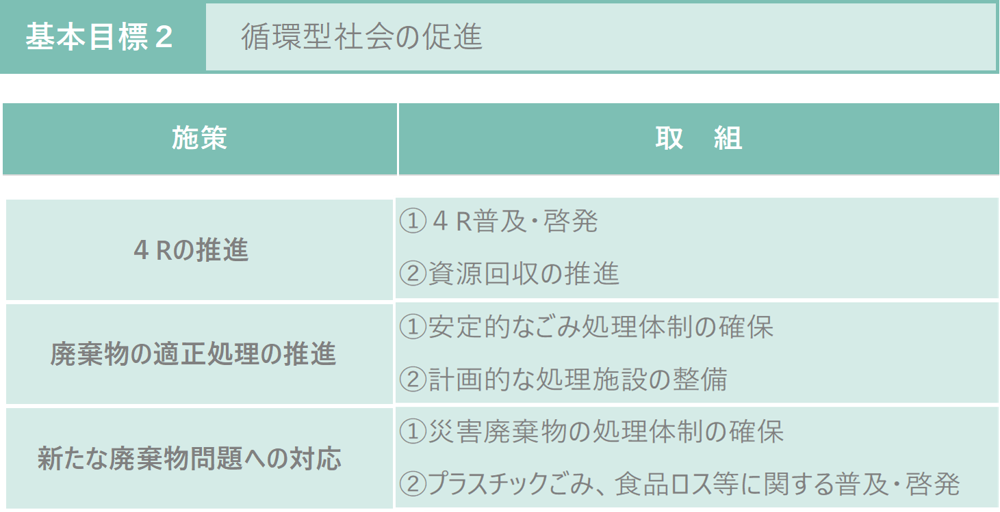 基本目標２
循環型社会の促進
施策
取　組
４Rの推進
①４R普及・啓発
②資源回収の推進
廃棄物の適正処理の推進
①安定的なごみ処理体制の確保
②計画的な処理施設の整備
新たな廃棄物問題への対応
①災害廃棄物の処理体制の確保
②プラスチックごみ、食品ロス等に関する普及・啓発